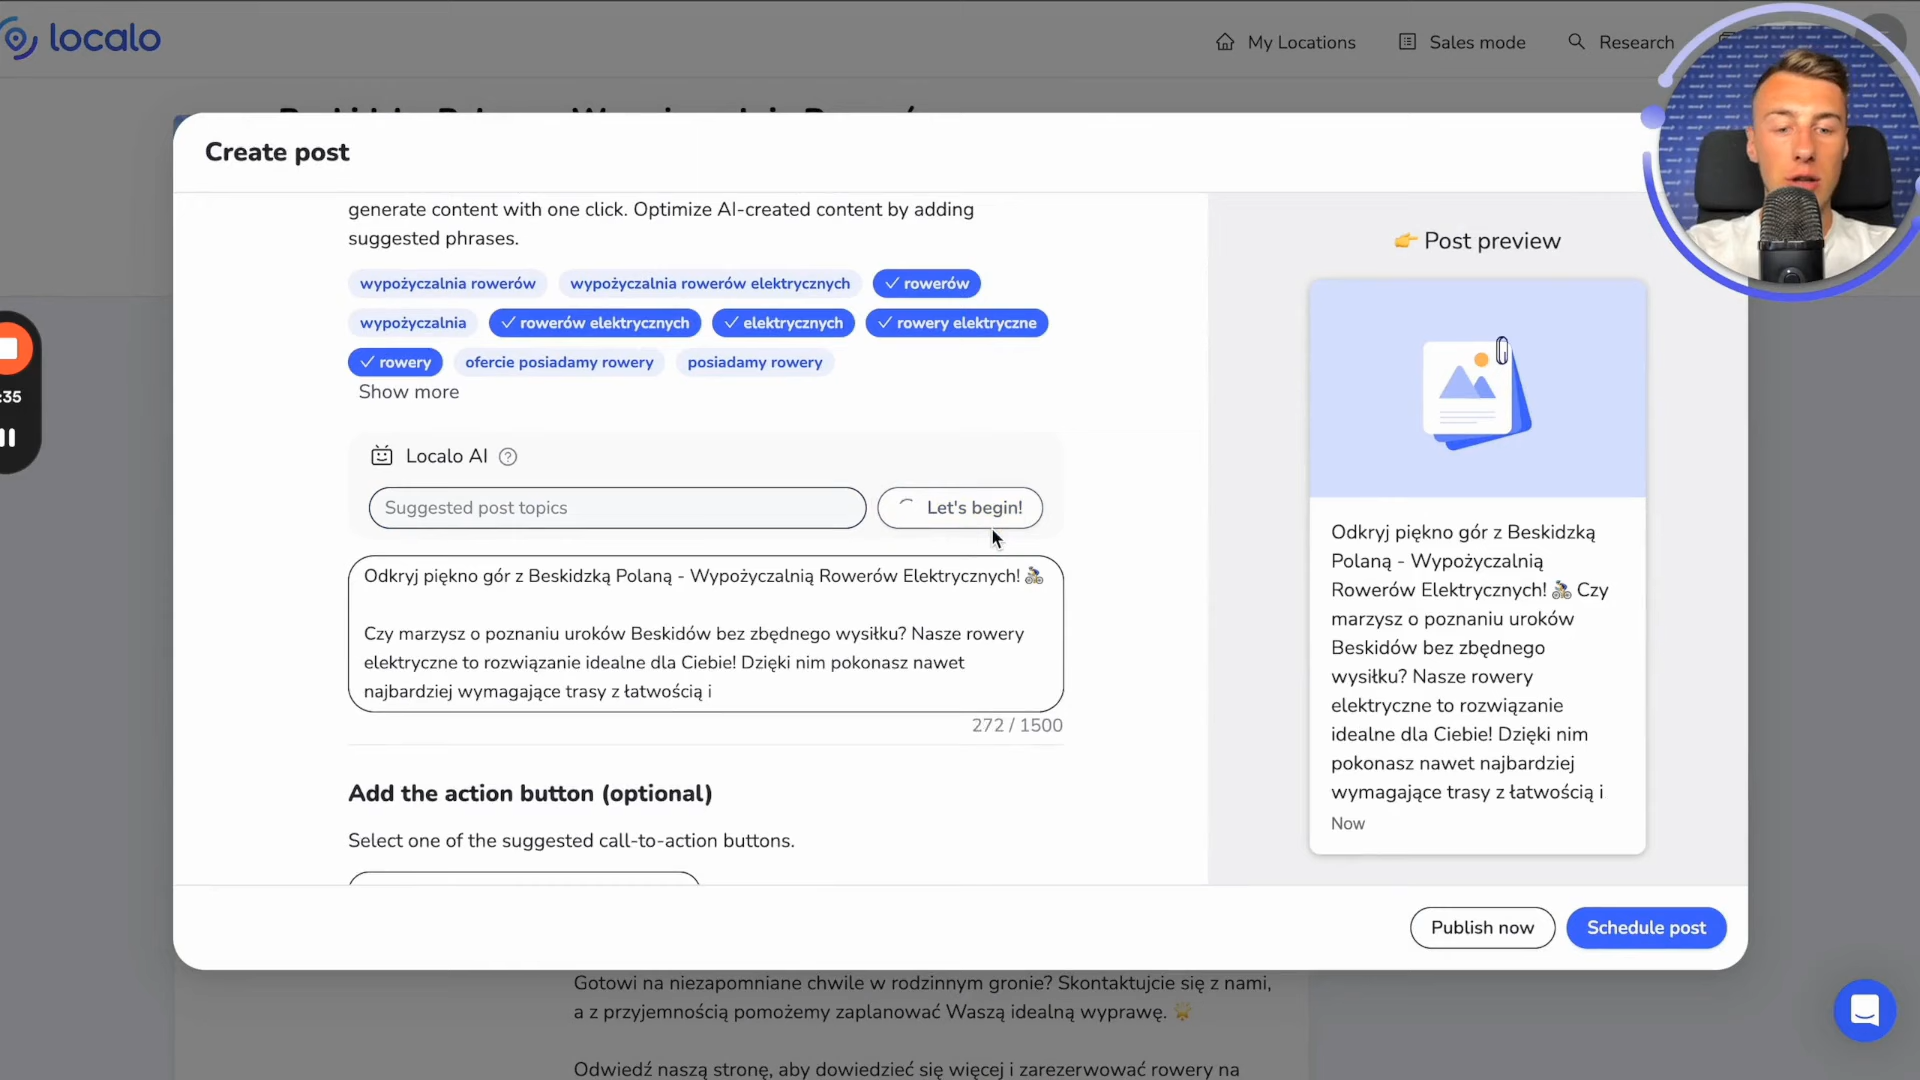 localo
My Locations
Sales mode
Research
Create post
generate content with one click. Optimize AI-created content by adding
suggested phrases.
wypożyczalnia rowerów
wypożyczalnia rowerów elektrycznych
rowerów
wypożyczalnia
rowerów elektrycznych
elektrycznych
rowery elektryczne
rowery
ofercie posiadamy rowery
posiadamy rowery
Show more
:35
Localo AI
Suggested post topics
Let's begin!
Odkryj piękno gór z Beskidzką Polaną - Wypożyczalnią Rowerów Elektrycznych! 🚴
Czy marzysz o poznaniu uroków Beskidów bez zbędnego wysiłku? Nasze rowery
elektryczne to rozwiązanie idealne dla Ciebie! Dzięki nim pokonasz nawet
najbardziej wymagające trasy z łatwością i
272 / 1500
Add the action button (optional)
Select one of the suggested call-to-action buttons.
👉 Post preview
Odkryj piękno gór z Beskidzką
Polaną - Wypożyczalnią
Rowerów Elektrycznych! 🚴 Czy
marzysz o poznaniu uroków
Beskidów bez zbędnego
wysiłku? Nasze rowery
elektryczne to rozwiązanie
idealne dla Ciebie! Dzięki nim
pokonasz nawet najbardziej
wymagające trasy z łatwością i
Now
Publish now
Schedule post
Gotowi na niezapomniane chwile w rodzinnym gronie? Skontaktujcie się z nami,
a z przyjemnością pomożemy zaplanować Waszą idealną wyprawę. 🌟
Odwiedź naszą stronę, aby dowiedzieć się więcej i zarezerwować rowery na